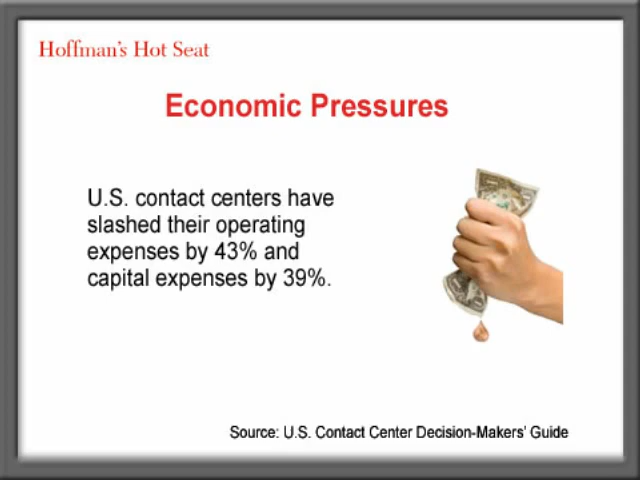 Hoffman's Hot Seat
Economic Pressures
U.S. contact centers have
slashed their operating
expenses by 43% and
capital expenses by 39%.
Source: U.S. Contact Center Decision-Makers' Guide